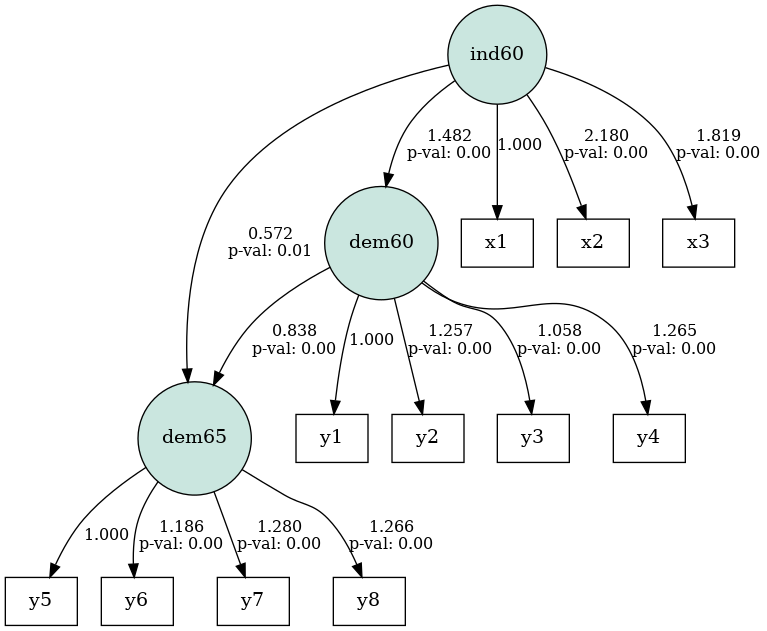 ind60
1.482
p-val: 0.00
1.000
2.180
p-val: 0.00
1.819
p-val: 0.00
0.572
p-val: 0.01
dem60
x1
x2
x3
0.838
p-val: 0.00
1.000
1.257
p-val: 0.00
1.058
p-val: 0.00
1.265
p-val: 0.00
dem65
y1
y2
y3
y4
1.000
1.186
p-val: 0.00
1.280
p-val: 0.00
1.266
p-val: 0.00
y5
y6
y7
y8